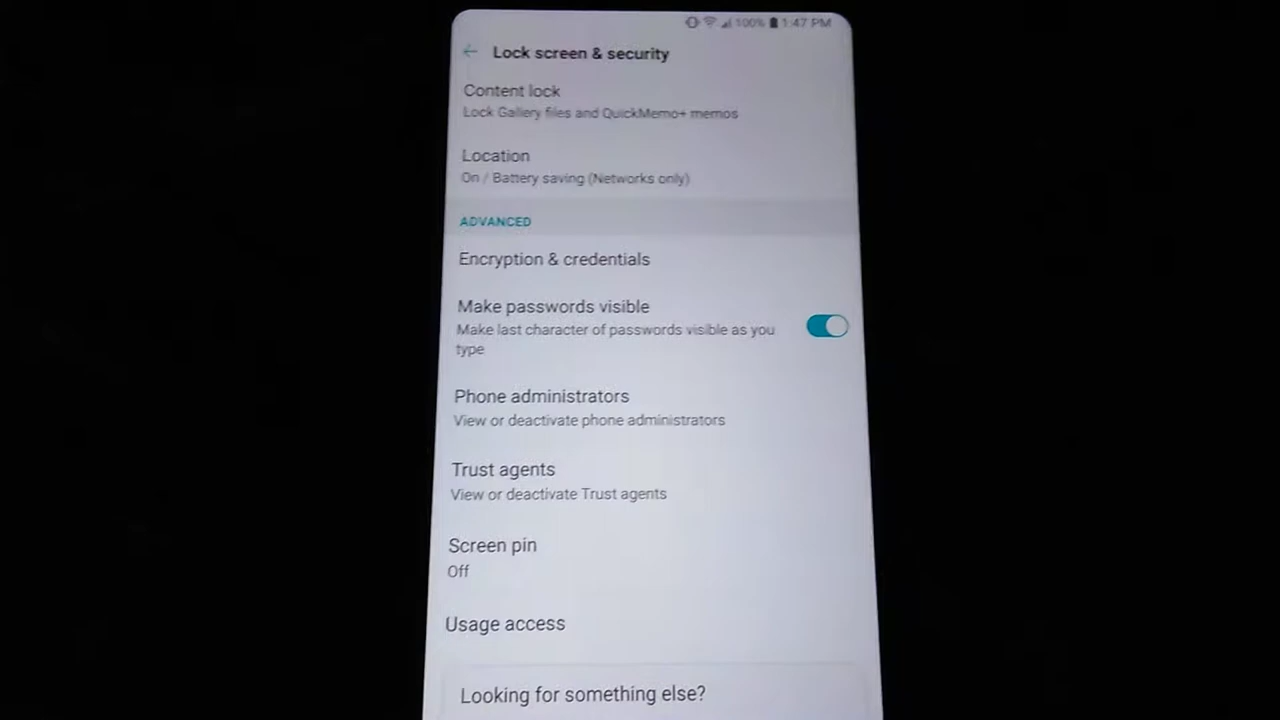 100% 1:47 PM
Lock screen & security
Content lock
Lock Gallery files and QuickMemo+ memos
Location
On / Battery saving (Networks only)
ADVANCED
Encryption & credentials
Make passwords visible
Make last character of passwords visible as you
type
Phone administrators
View or deactivate phone administrators
Trust agents
View or deactivate Trust agents
Screen pin
Off
Usage access
Looking for something else?